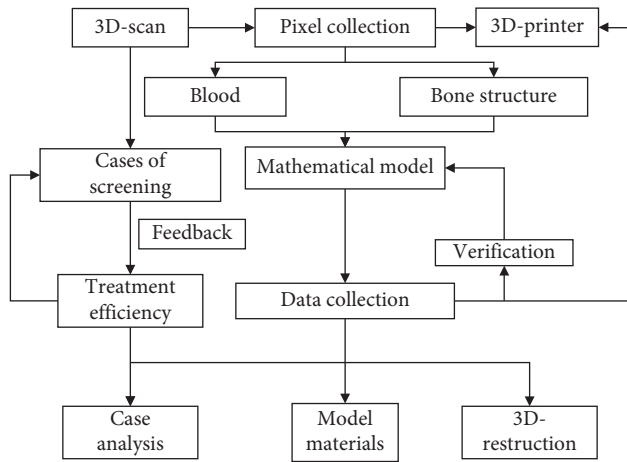 3D-scan
Pixel collection
3D-printer
Blood
Bone structure
Cases of
screening
Mathematical model
Feedback
Verification
Treatment
efficiency
Data collection
Case
analysis
Model
materials
3D-
restruction